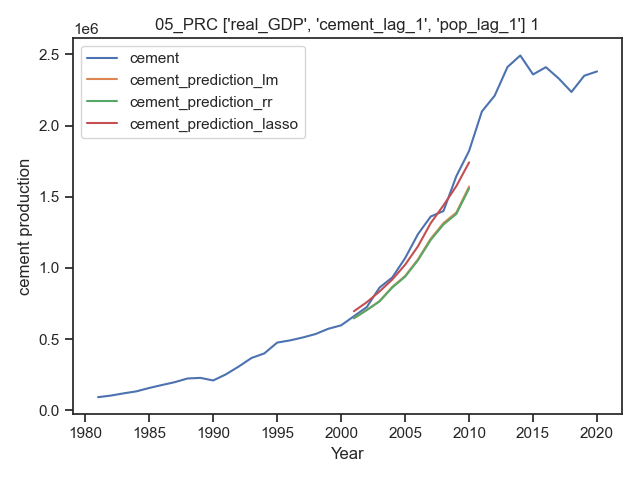 05_PRC ['real_GDP', 'cement_lag_1', 'pop_lag_1'] 1
1e6
cement
cement_prediction_lm
cement_prediction_rr
cement_prediction_lasso
2.5
2.0
1.5
1.0
0.5
0.0
cement production
1980 1985 1990 1995 2000 2005 2010 2015 2020
Year